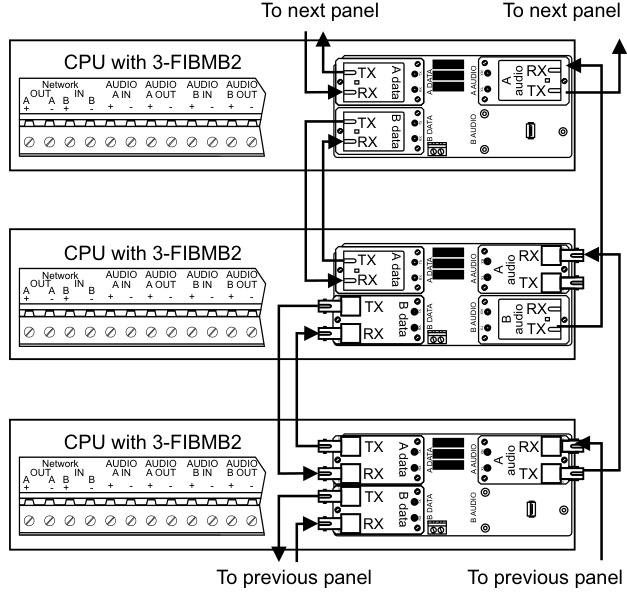 To next panel To next panel
CPU with 3-FIBMB2
Network AUDIO AUDIO AUDIO AUDIO
OUT IN A IN A OUT B IN B OUT
A A B B
+ - + - + - + - + - + -
TX
RX
A data
A DATA
A AUDIO
A audio
RX
TX
TX
RX
B data
B DATA
B AUDIO
CPU with 3-FIBMB2
Network AUDIO AUDIO AUDIO AUDIO
OUT IN A IN A OUT B IN B OUT
A A B B
+ - + - + - + - + - + -
TX
RX
A data
A DATA
A AUDIO
A audio
RX
TX
TX
RX
B data
B DATA
B AUDIO
B audio
RX
TX
CPU with 3-FIBMB2
Network AUDIO AUDIO AUDIO AUDIO
OUT IN A IN A OUT B IN B OUT
A A B B
+ - + - + - + - + - + -
TX
RX
A data
A DATA
A AUDIO
A audio
RX
TX
TX
RX
B data
B DATA
B AUDIO
To previous panel To previous panel